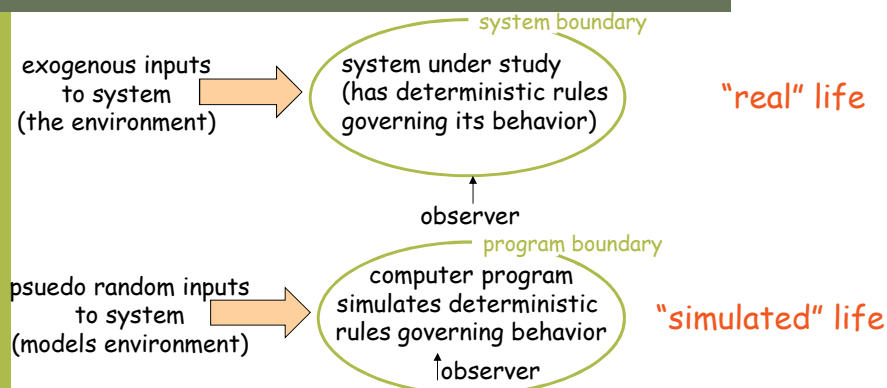 system boundary
exogenous inputs
to system
(the environment)
system under study
(has deterministic rules
governing its behavior)
"real" life
observer
program boundary
psuedo random inputs
to system
(models environment)
computer program
simulates deterministic
rules governing behavior
observer
"simulated" life